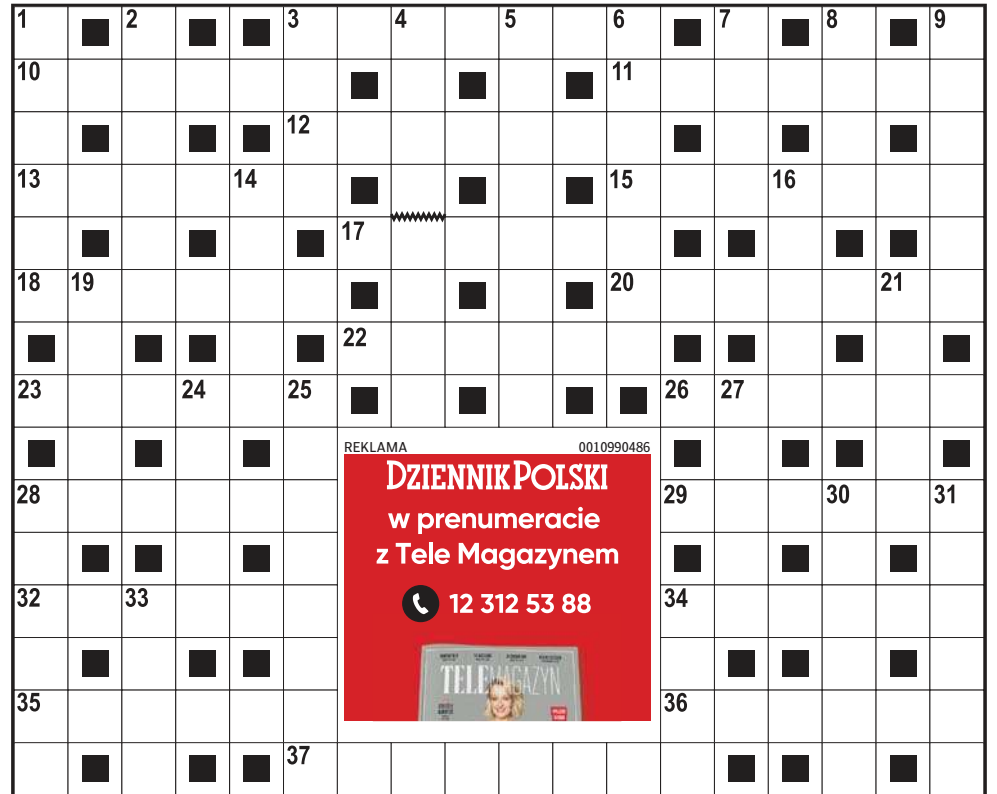 1 2 3 4 5 6 7 8 9
10 11
12
13 14 15 16
17
18 19 20 21
22
23 24 25 26 27
REKLAMA 0010990486
DZIENNIK POLSKI
28 29 30 31
w prenumeracie
z Tele Magazynem
32 33 12 312 53 88 34
TELEMAGAZYN
35 36
37